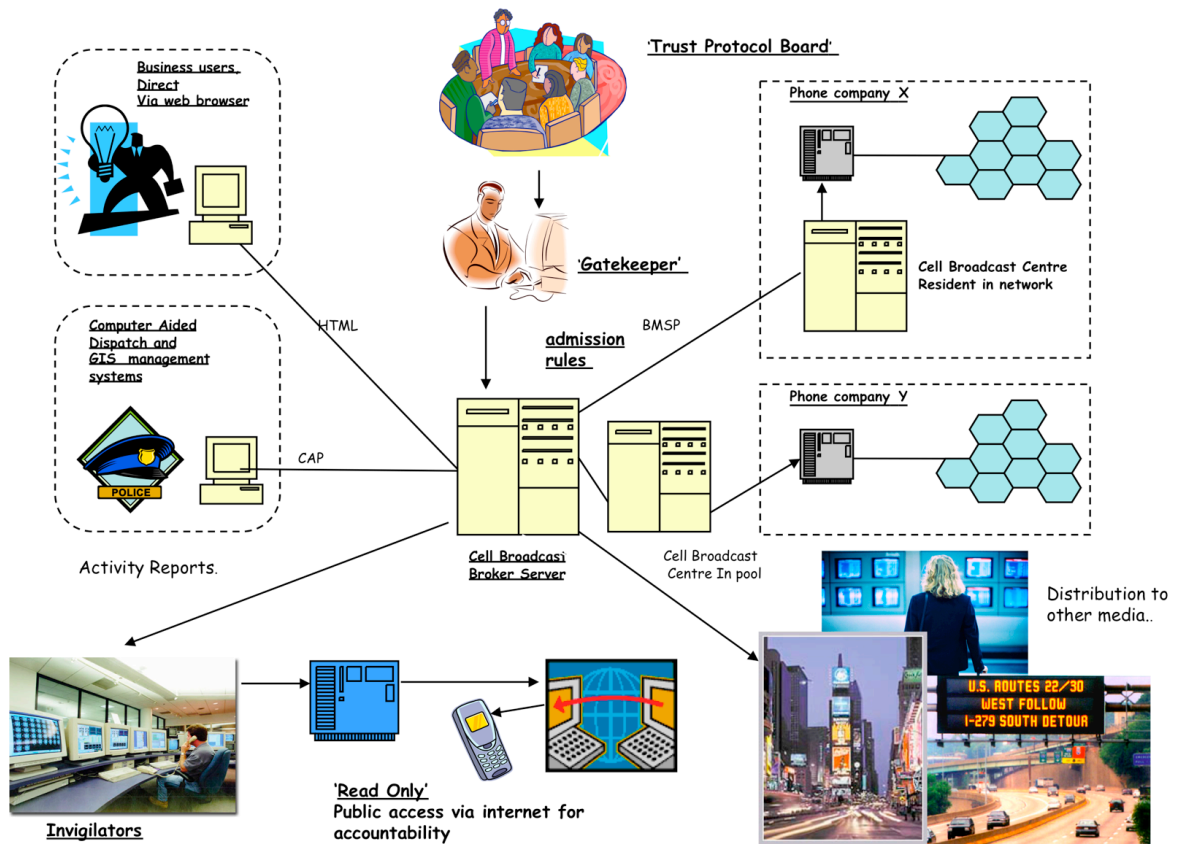 'Trust Protocol Board'
Business users,
Direct
Via web browser
Phone company X
'Gatekeeper'
Cell Broadcast Centre
Resident in network
Computer Aided
Dispatch and
GIS management
systems
HTML
BMSP
admission
rules
Phone company Y
POLICE
CAP
Cell Broadcast
Broker Server
Cell Broadcast
Centre In pool
Activity Reports.
Distribution to
other media..
U.S. ROUTES 22/30
WEST FOLLOW
I-279 SOUTH DETOUR
'Read Only'
Public access via internet for
accountability
Invigilators